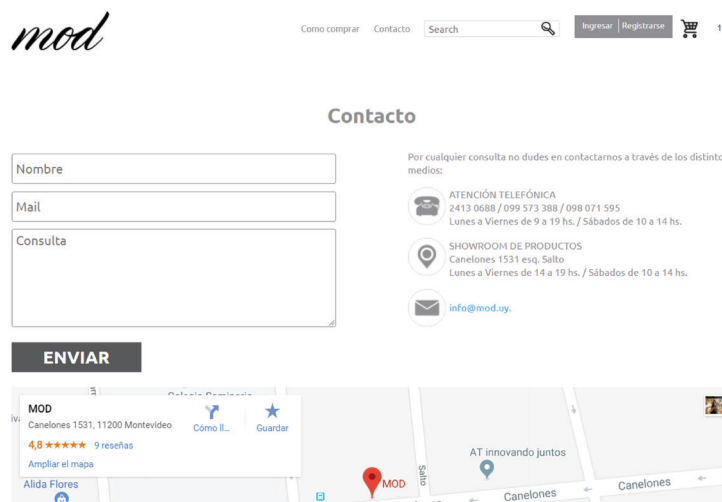 mod
Como comprar Contacto Search Ingresar Registrarse 1
Contacto
Nombre
Mail
Consulta
ENVIAR
Por cualquier consulta no dudes en contactarnos a través de los distinto
medios:
ATENCIÓN TELEFÓNICA
2413 0688 / 099 573 388 / 098 071 595
Lunes a Viernes de 9 a 19 hs. / Sábados de 10 a 14 hs.
SHOWROOM DE PRODUCTOS
Canelones 1531 esq. Salto
Lunes a Viernes de 14 a 19 hs. / Sábados de 10 a 14 hs.
info@mod.uy.
MOD
Canelones 1531, 11200 Montevideo
4,8 ★★★★★ 9 reseñas
Ampliar el mapa
Cómo ll...
Guardar
Alida Flores
MOD
Salto
AT innovando juntos
Canelones
Canelones